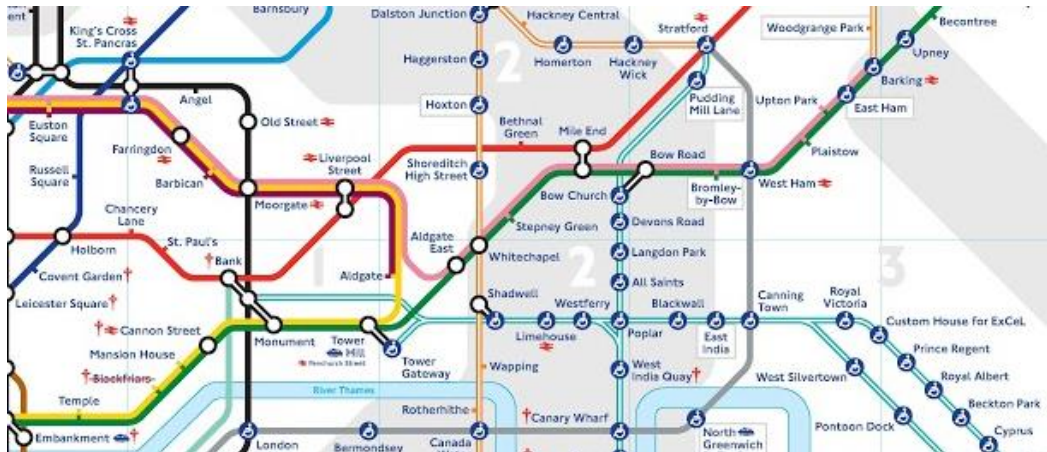 Barnsbury
King's Cross
St. Pancras
Dalston Junction
Hackney Central
Stratford
Woodgrange Park
Becontree
Haggerston
2
Homerton
Hackney
Wick
Upney
Barking
Angel
Pudding
Mill Lane
Upton Park
East Ham
Euston
Square
Old Street
Hoxton
Bethnal
Green
Mile End
Farringdon
Liverpool
Street
Shoreditch
High Street
Bow Road
Plaistow
Russell
Square
Barbican
Moorgate
Bow Church
Bromley-
by-Bow
West Ham
Chancery
Lane
Devons Road
Stepney Green
Holborn
St. Paul's
Aldgate
East
Whitechapel
Langdon Park
Bank
1
Aldgate
2
3
Covent Garden
All Saints
Leicester Square
Shadwell
Westferry
Blackwall
Canning
Town
Royal
Victoria
Cannon Street
Monument
Tower
Hill
Fenchurch Street
Limehouse
Poplar
East
India
Custom House for ExCeL
Mansion House
Tower
Gateway
Prince Regent
Blackfriars
Wapping
West
India Quay
West Silvertown
Royal Albert
River Thames
Temple
Rotherhithe
Canary Wharf
Beckton Park
Embankment
London
Bermondsey
Canada
North
Greenwich
Pontoon Dock
Cyprus